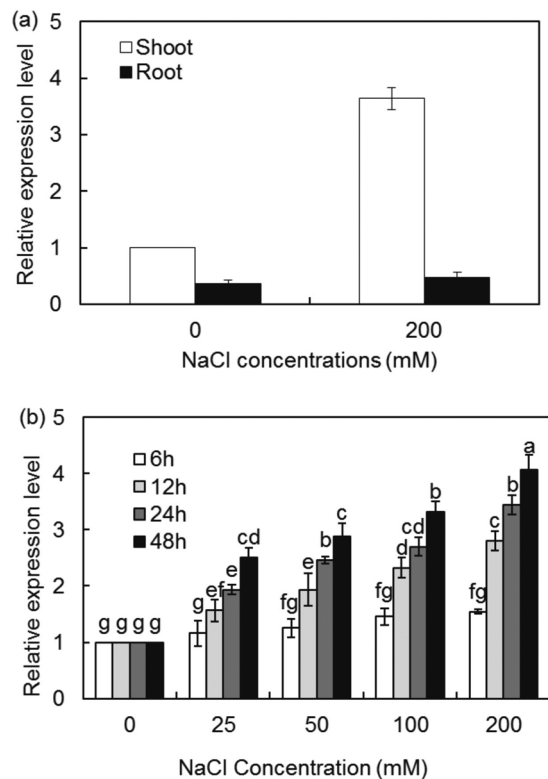 (a)
5
4
3
2
1
0
Relative expression level
Shoot
Root
0 200
NaCl concentrations (mM)
(b)
5
4
3
2
1
0
Relative expression level
6h
12h
24h
48h
g g g g
g ef e cd
fg e b c
fg d cd b
fg c b a
0 25 50 100 200
NaCl Concentration (mM)